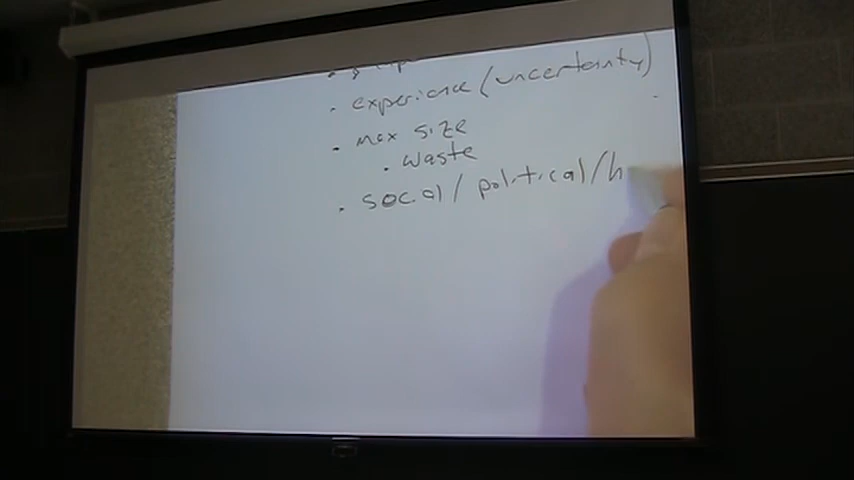 • experience (uncertainty)
• max size
• waste
• social / political / h